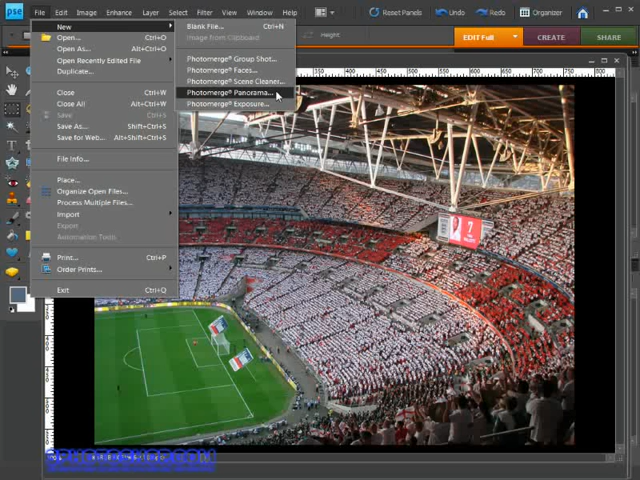 pse File Edit Image Enhance Layer Select Filter View Window Help Reset Panels Undo Redo Organizer
New
Blank File... Ctrl+N
Open... Ctrl+O
Image from Clipboard
Height
EDIT Full CREATE SHARE
Open As... Alt+Ctrl+O
Open Recently Edited File
Photomerge® Group Shot...
Duplicate...
Photomerge® Faces...
Photomerge® Scene Cleaner...
Close Ctrl+W
Photomerge® Panorama...
Close All Alt+Ctrl+W
Photomerge® Exposure...
Save Ctrl+S
Save As... Shift+Ctrl+S
Save for Web... Alt+Shift+Ctrl+S
File Info...
Place...
Organize Open Files...
Process Multiple Files...
Import
Export
Automation Tools
Print... Ctrl+P
Order Prints...
Exit Ctrl+Q
7